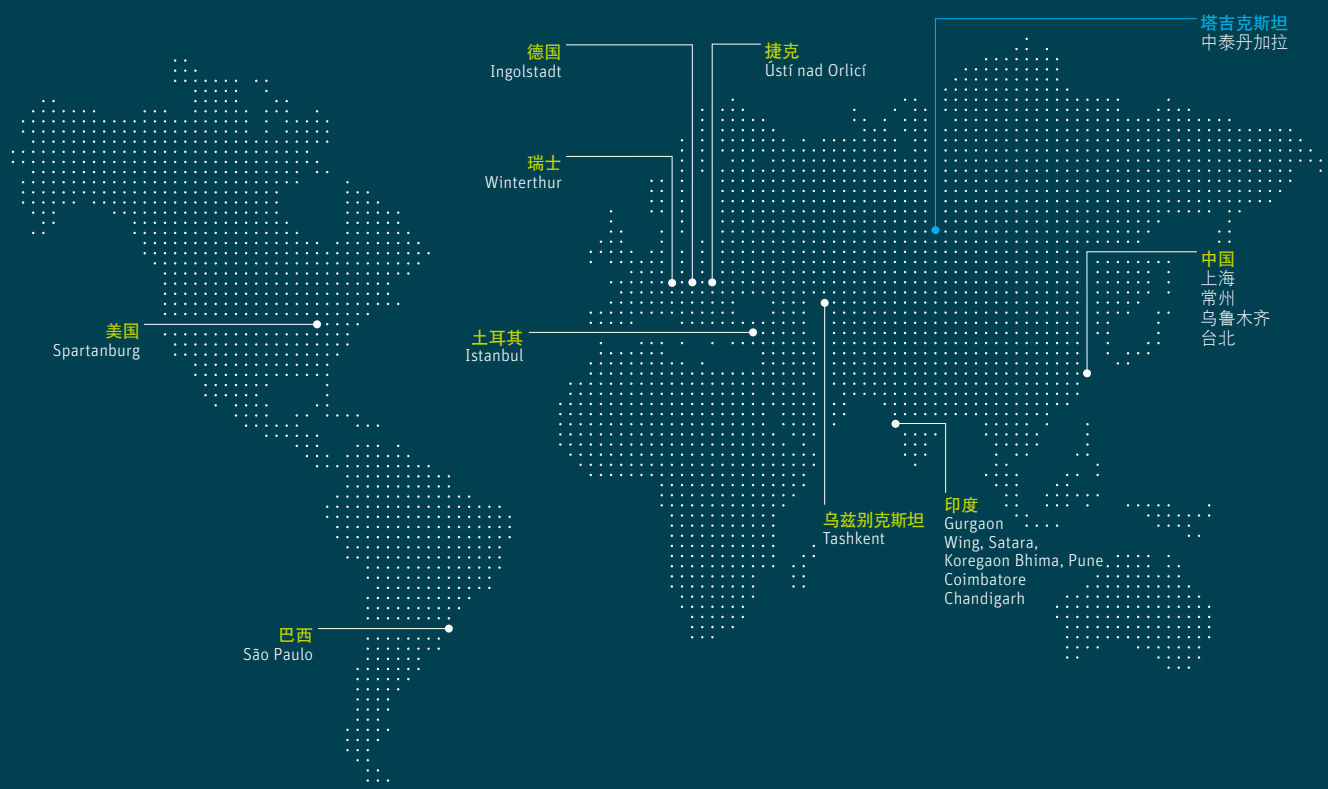 塔吉克斯坦
中泰丹加拉
德国
Ingolstadt
捷克
Ústí nad Orlicí
瑞士
Winterthur
中国
上海
常州
乌鲁木齐
台北
美国
Spartanburg
土耳其
Istanbul
乌兹别克斯坦
Tashkent
印度
Gurgaon
Wing, Satara,
Koregaon Bhima, Pune
Coimbatore
Chandigarh
巴西
São Paulo